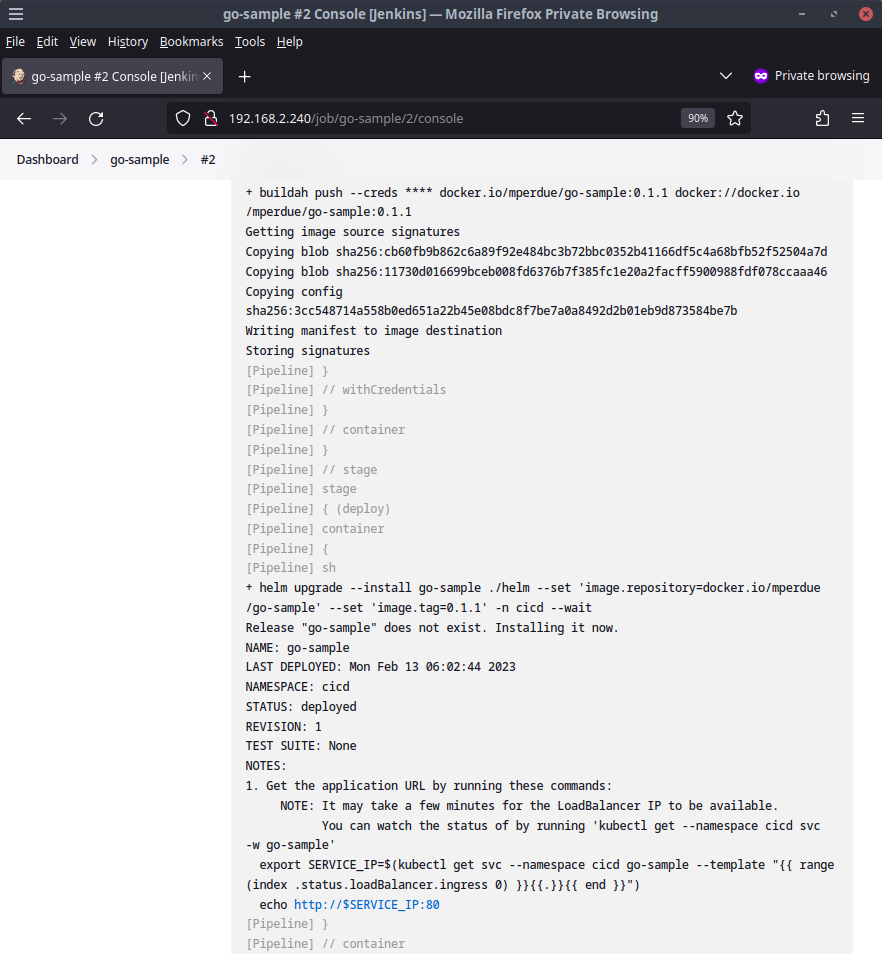 go-sample #2 Console [Jenkins] — Mozilla Firefox Private Browsing
File Edit View History Bookmarks Tools Help
go-sample #2 Console [Jenkin
Private browsing
192.168.2.240/job/go-sample/2/console
90%
Dashboard > go-sample > #2
+ buildah push --creds **** docker.io/mperdue/go-sample:0.1.1 docker://docker.io
/mperdue/go-sample:0.1.1
Getting image source signatures
Copying blob sha256:cb60fb9b862c6a89f92e484bc3b72bbc0352b41166df5c4a68bfb52f52504a7d
Copying blob sha256:11730d016699bceb008fd6376b7f385fc1e20a2facff5900988fdf078ccaaa46
Copying config
sha256:3cc548714a558b0ed651a22b45e08bdc8f7be7a0a8492d2b01eb9d873584be7b
Writing manifest to image destination
Storing signatures
[Pipeline] }
[Pipeline] // withCredentials
[Pipeline] }
[Pipeline] // container
[Pipeline] }
[Pipeline] // stage
[Pipeline] stage
[Pipeline] { (deploy)
[Pipeline] container
[Pipeline] {
[Pipeline] sh
+ helm upgrade --install go-sample ./helm --set 'image.repository=docker.io/mperdue
/go-sample' --set 'image.tag=0.1.1' -n cicd --wait
Release "go-sample" does not exist. Installing it now.
NAME: go-sample
LAST DEPLOYED: Mon Feb 13 06:02:44 2023
NAMESPACE: cicd
STATUS: deployed
REVISION: 1
TEST SUITE: None
NOTES:
1. Get the application URL by running these commands:
NOTE: It may take a few minutes for the LoadBalancer IP to be available.
You can watch the status of by running 'kubectl get --namespace cicd svc
-w go-sample'
export SERVICE_IP=$(kubectl get svc --namespace cicd go-sample --template "{{ range
(index .status.loadBalancer.ingress 0) }}{{.}}{{ end }}")
echo http://$SERVICE_IP:80
[Pipeline] }
[Pipeline] // container